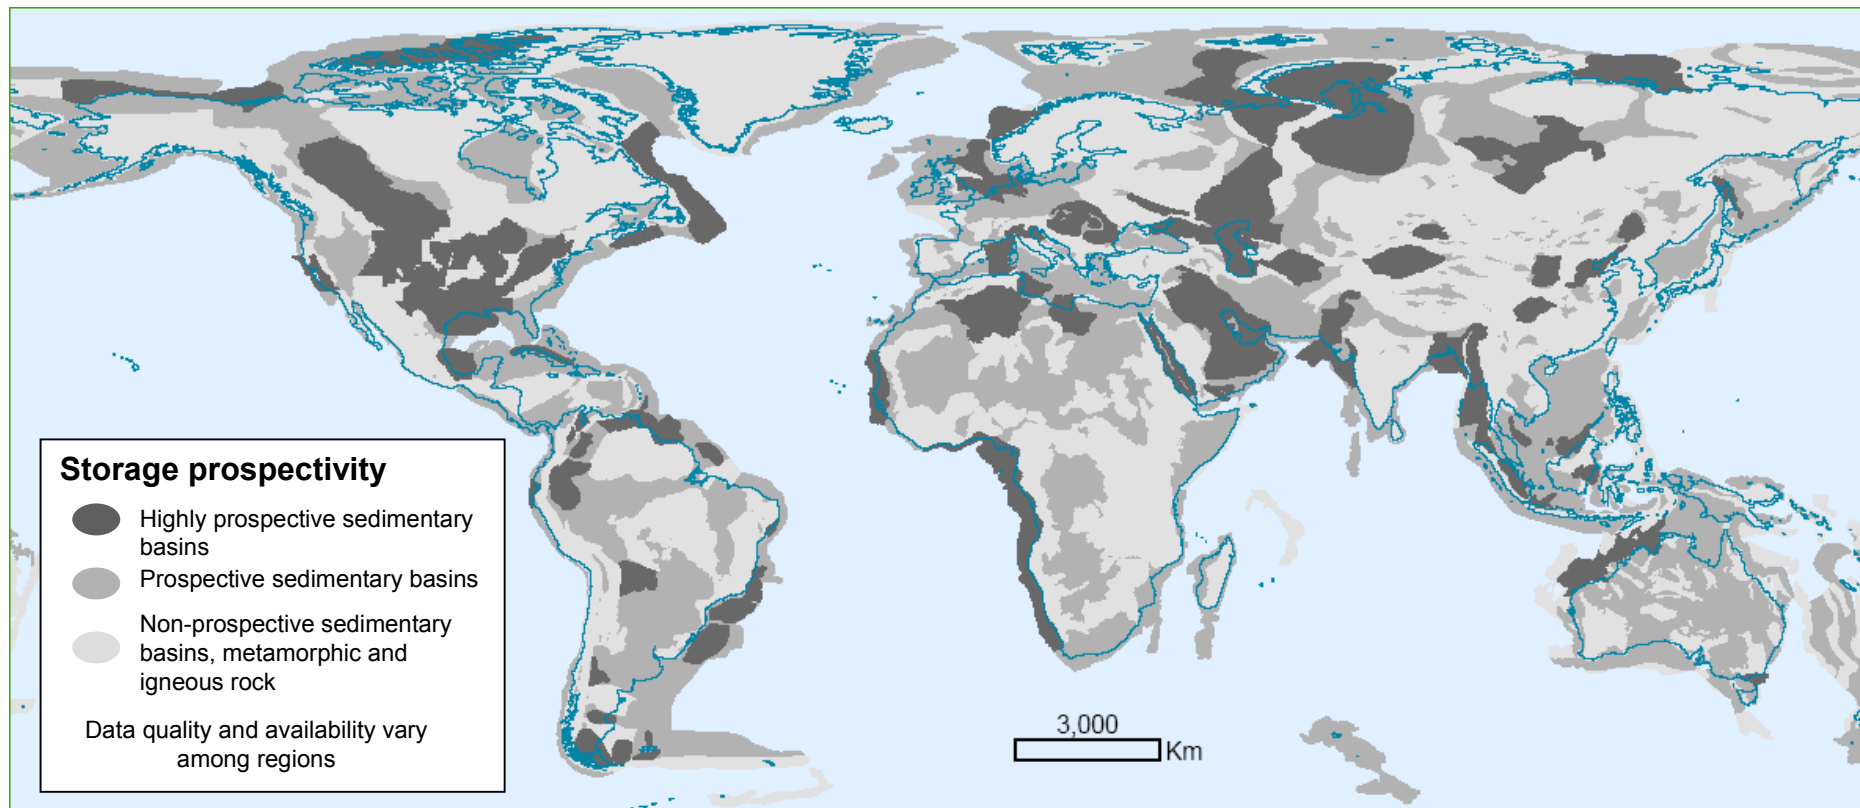 Storage prospectivity
Highly prospective sedimentary
basins
Prospective sedimentary basins
Non-prospective sedimentary
basins, metamorphic and
igneous rock
Data quality and availability vary
among regions
3,000
Km